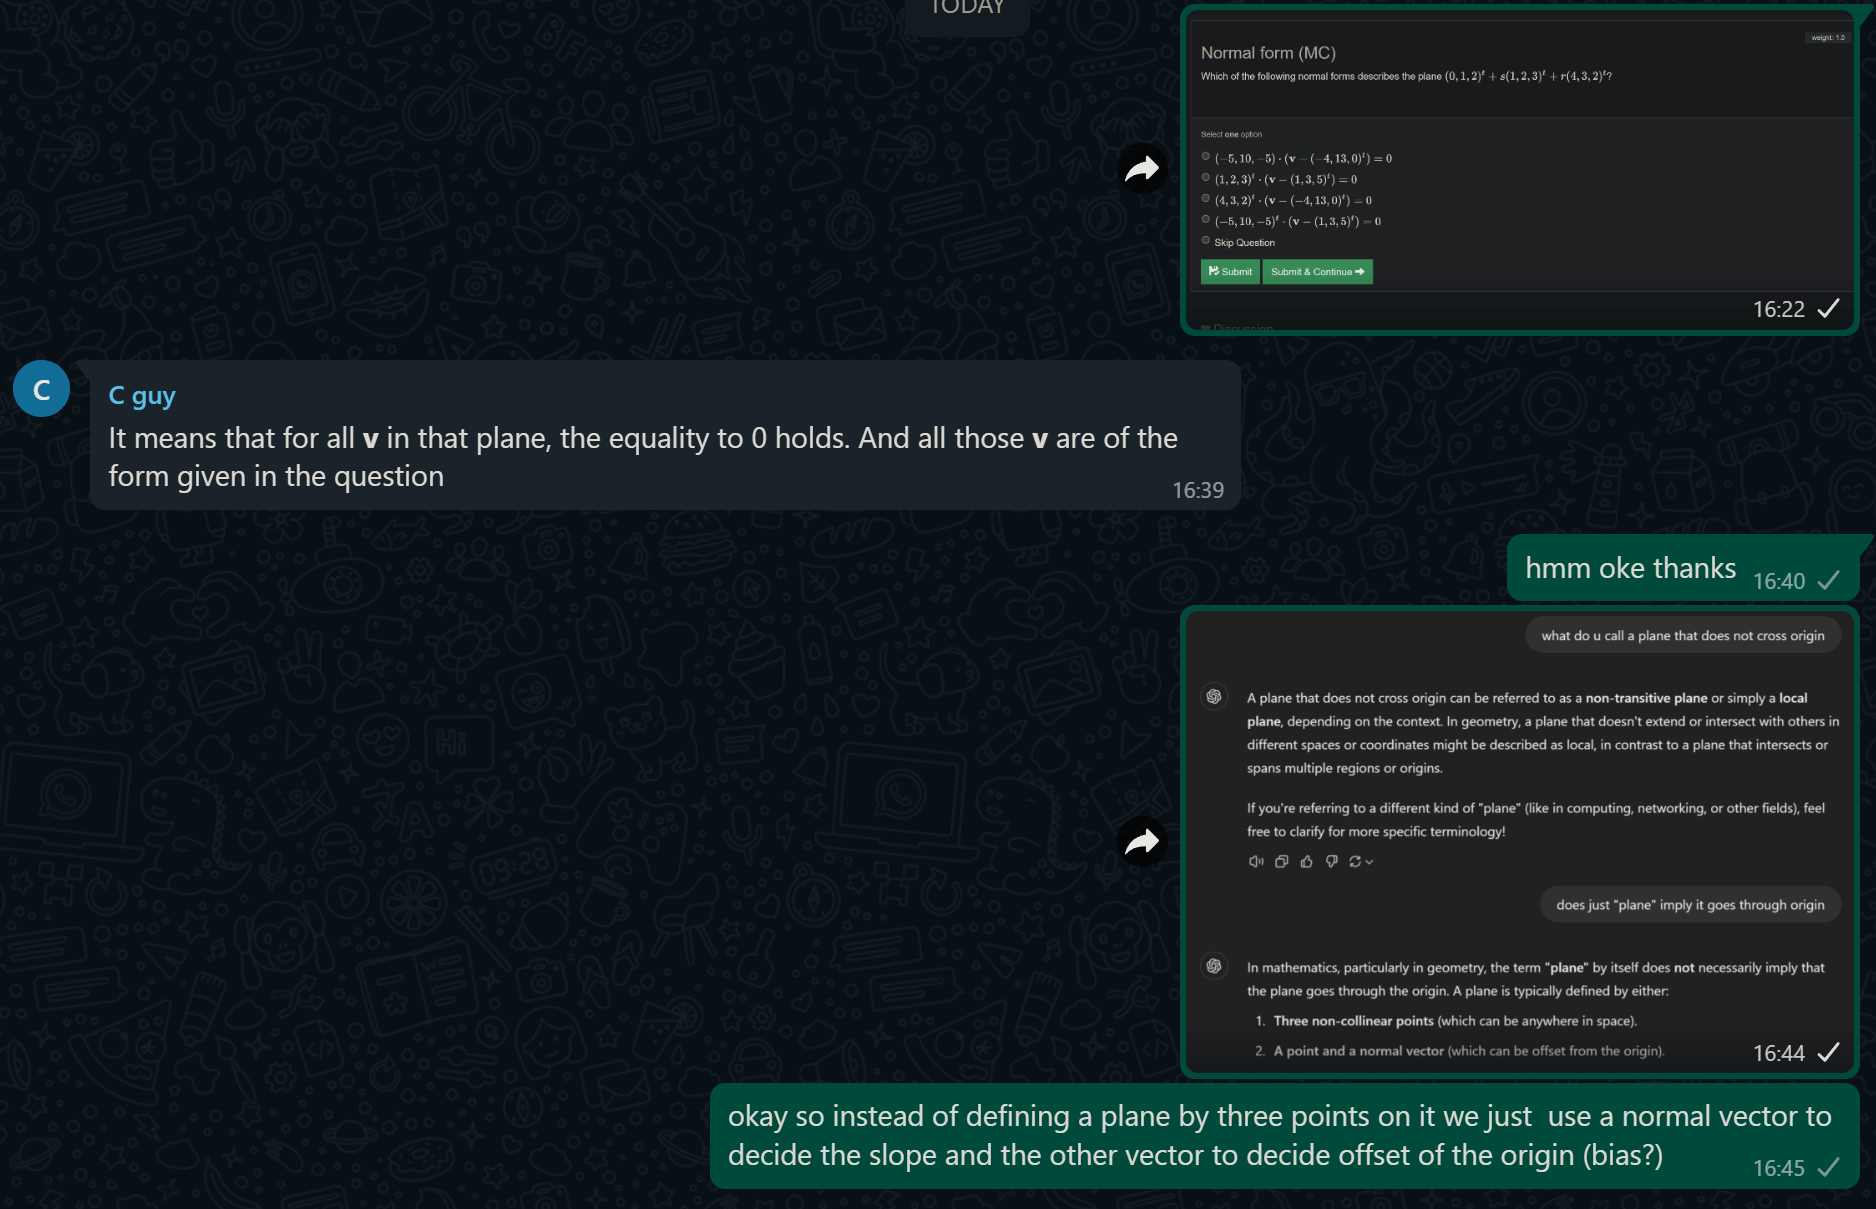 TODAY
weight: 1.0
Normal form (MC)
Which of the following normal forms describes the plane (0, 1, 2)ᵗ + s(1, 2, 3)ᵗ + r(4, 3, 2)ᵗ?
Select one option
(−5, 10, −5) · (v − (−4, 13, 0)ᵗ) = 0
(1, 2, 3)ᵗ · (v − (1, 3, 5)ᵗ) = 0
(4, 3, 2)ᵗ · (v − (−4, 13, 0)ᵗ) = 0
(−5, 10, −5)ᵗ · (v − (1, 3, 5)ᵗ) = 0
Skip Question
Submit
Submit & Continue
Discussion
16:22
C
C guy
It means that for all v in that plane, the equality to 0 holds. And all those v are of the
form given in the question
16:39
hmm oke thanks
16:40
what do u call a plane that does not cross origin
A plane that does not cross origin can be referred to as a non-transitive plane or simply a local
plane, depending on the context. In geometry, a plane that doesn't extend or intersect with others in
different spaces or coordinates might be described as local, in contrast to a plane that intersects or
spans multiple regions or origins.
If you're referring to a different kind of "plane" (like in computing, networking, or other fields), feel
free to clarify for more specific terminology!
does just "plane" imply it goes through origin
In mathematics, particularly in geometry, the term "plane" by itself does not necessarily imply that
the plane goes through the origin. A plane is typically defined by either:
1. Three non-collinear points (which can be anywhere in space).
2. A point and a normal vector (which can be offset from the origin).
16:44
okay so instead of defining a plane by three points on it we just  use a normal vector to
decide the slope and the other vector to decide offset of the origin (bias?)
16:45